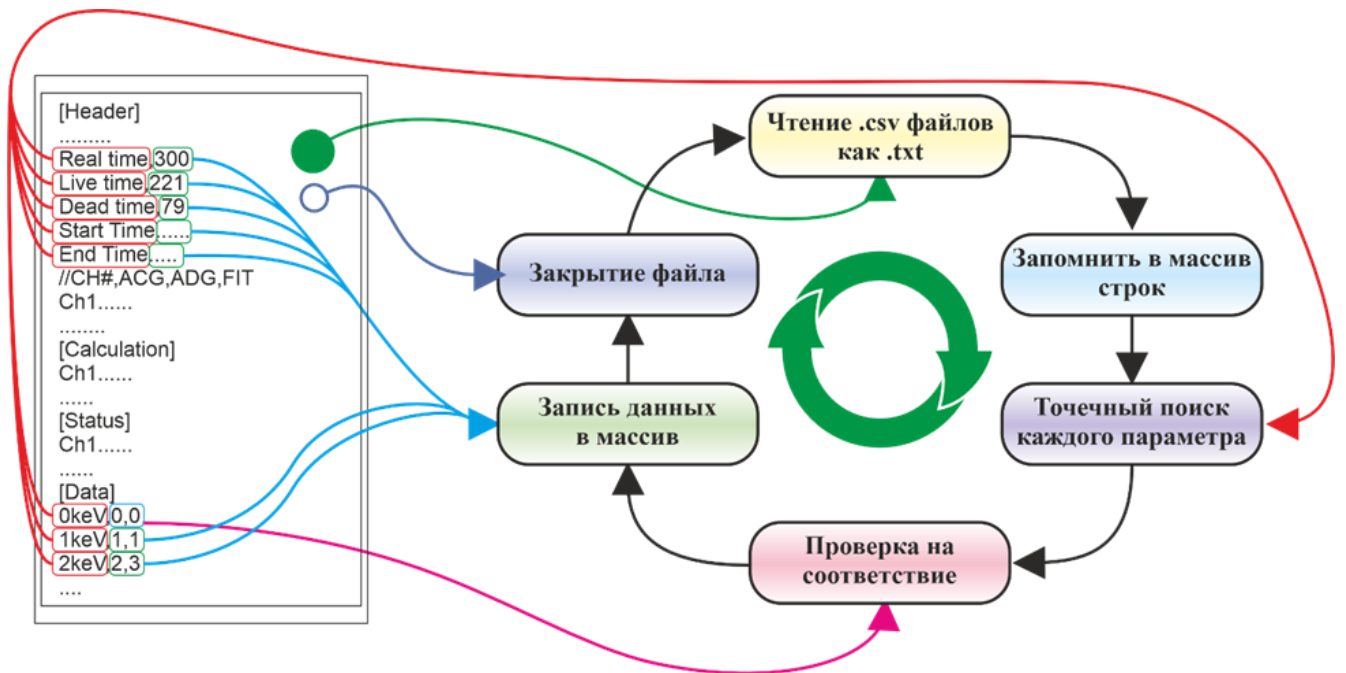 [Header]
.........
Real time,300
Live time,221
Dead time,79
Start Time......
End Time.....
//CH#,ACG,ADG,FIT
Ch1......
........
[Calculation]
Ch1......
......
[Status]
Ch1......
......
[Data]
0keV,0,0
1keV,1,1
2keV,2,3
....
Чтение .csv файлов
как .txt
Запомнить в массив
строк
Точечный поиск
каждого параметра
Проверка на
соответствие
Запись данных
в массив
Закрытие файла